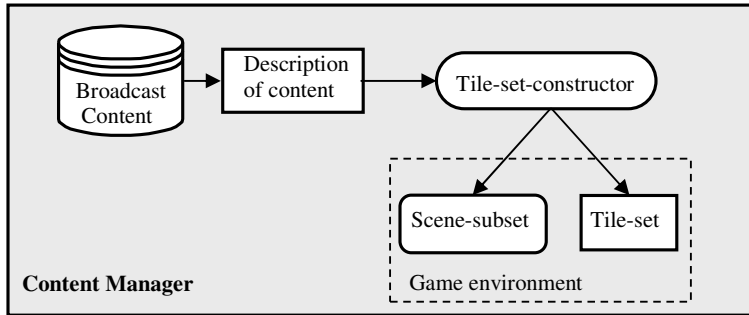 Broadcast
Content
Description
of content
Tile-set-constructor
Scene-subset
Tile-set
Game environment
Content Manager